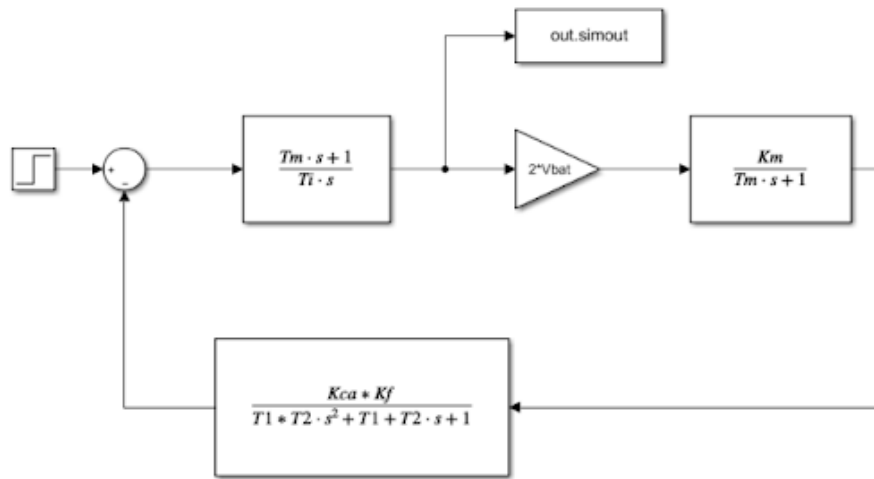 out.simout
+
−
Tm · s + 1
Ti · s
2*Vbat
Km
Tm · s + 1
Kca * Kf
T1 * T2 · s² + T1 + T2 · s + 1